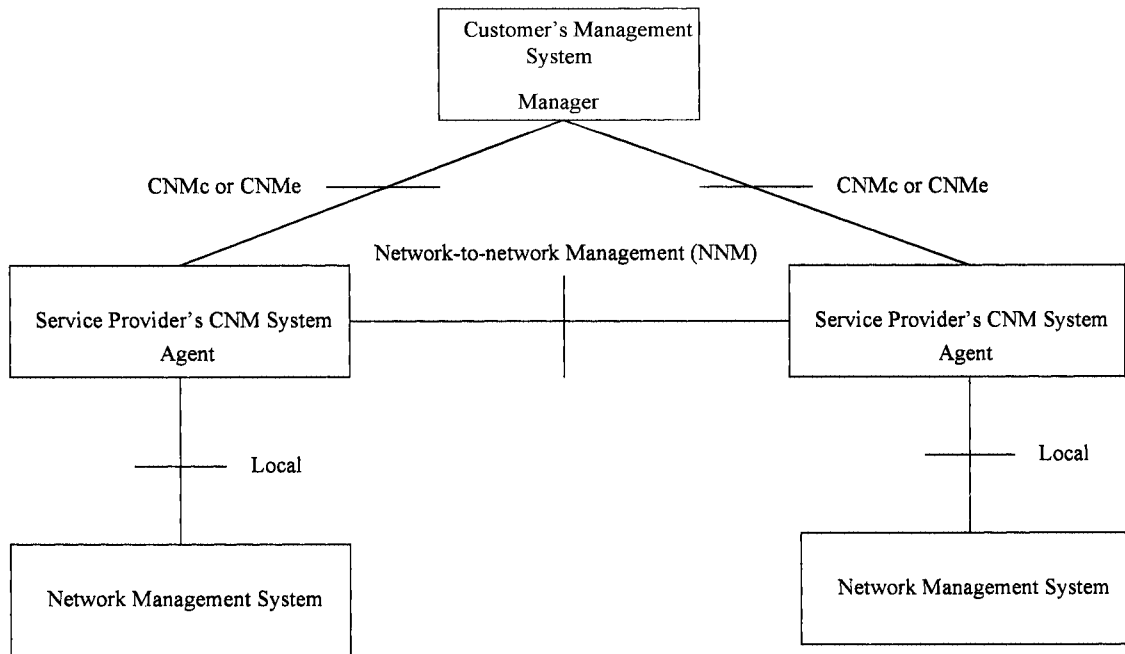 Customer's Management
System
Manager
CNMc or CNMe
CNMc or CNMe
Network-to-network Management (NNM)
Service Provider's CNM System
Agent
Service Provider's CNM System
Agent
Local
Local
Network Management System
Network Management System